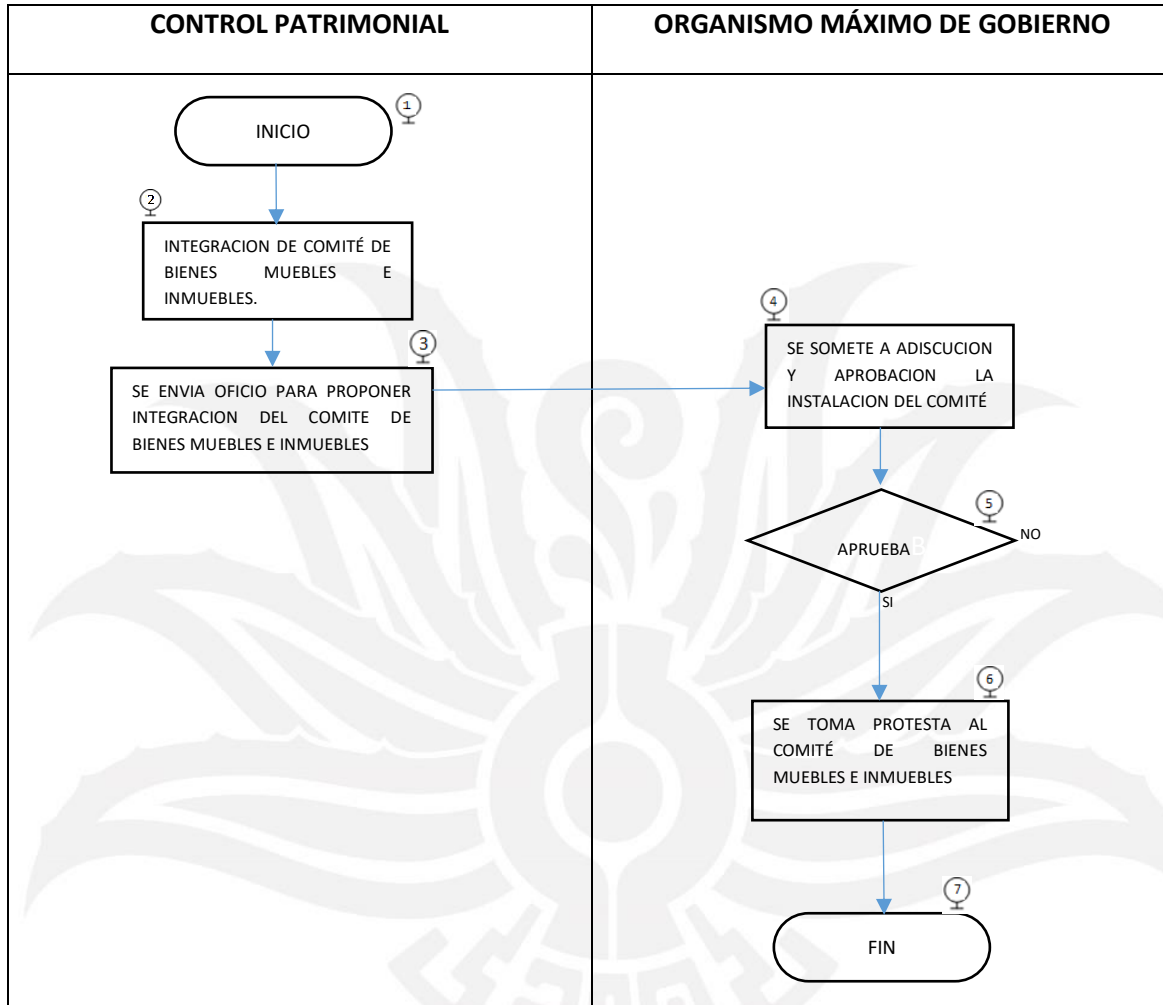 CONTROL PATRIMONIAL
ORGANISMO MÁXIMO DE GOBIERNO
1
INICIO
2
INTEGRACION DE COMITÉ DE
BIENES MUEBLES E
INMUEBLES.
3
SE ENVIA OFICIO PARA PROPONER
INTEGRACION DEL COMITE DE
BIENES MUEBLES E INMUEBLES
4
SE SOMETE A ADISCUCION
Y APROBACION LA
INSTALACION DEL COMITÉ
5
APRUEBAB
NO
SI
6
SE TOMA PROTESTA AL
COMITÉ DE BIENES
MUEBLES E INMUEBLES
7
FIN